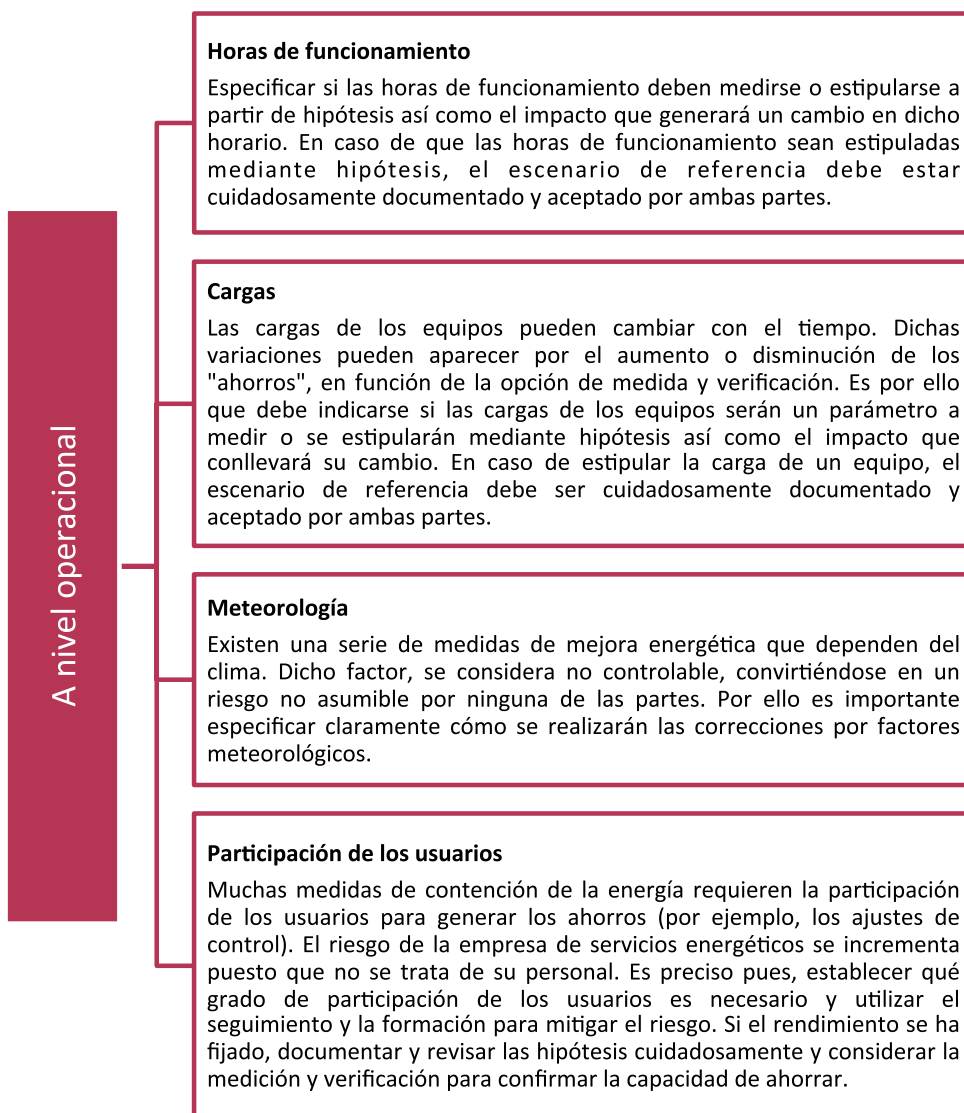 A nivel operacional
Horas de funcionamiento
Especificar si las horas de funcionamiento deben medirse o estipularse a
partir de hipótesis así como el impacto que generará un cambio en dicho
horario. En caso de que las horas de funcionamiento sean estipuladas
mediante hipótesis, el escenario de referencia debe estar
cuidadosamente documentado y aceptado por ambas partes.
Cargas
Las cargas de los equipos pueden cambiar con el tiempo. Dichas
variaciones pueden aparecer por el aumento o disminución de los
"ahorros", en función de la opción de medida y verificación. Es por ello
que debe indicarse si las cargas de los equipos serán un parámetro a
medir o se estipularán mediante hipótesis así como el impacto que
conllevará su cambio. En caso de estipular la carga de un equipo, el
escenario de referencia debe ser cuidadosamente documentado y
aceptado por ambas partes.
Meteorología
Existen una serie de medidas de mejora energética que dependen del
clima. Dicho factor, se considera no controlable, convirtiéndose en un
riesgo no asumible por ninguna de las partes. Por ello es importante
especificar claramente cómo se realizarán las correcciones por factores
meteorológicos.
Participación de los usuarios
Muchas medidas de contención de la energía requieren la participación
de los usuarios para generar los ahorros (por ejemplo, los ajustes de
control). El riesgo de la empresa de servicios energéticos se incrementa
puesto que no se trata de su personal. Es preciso pues, establecer qué
grado de participación de los usuarios es necesario y utilizar el
seguimiento y la formación para mitigar el riesgo. Si el rendimiento se ha
fijado, documentar y revisar las hipótesis cuidadosamente y considerar la
medición y verificación para confirmar la capacidad de ahorrar.